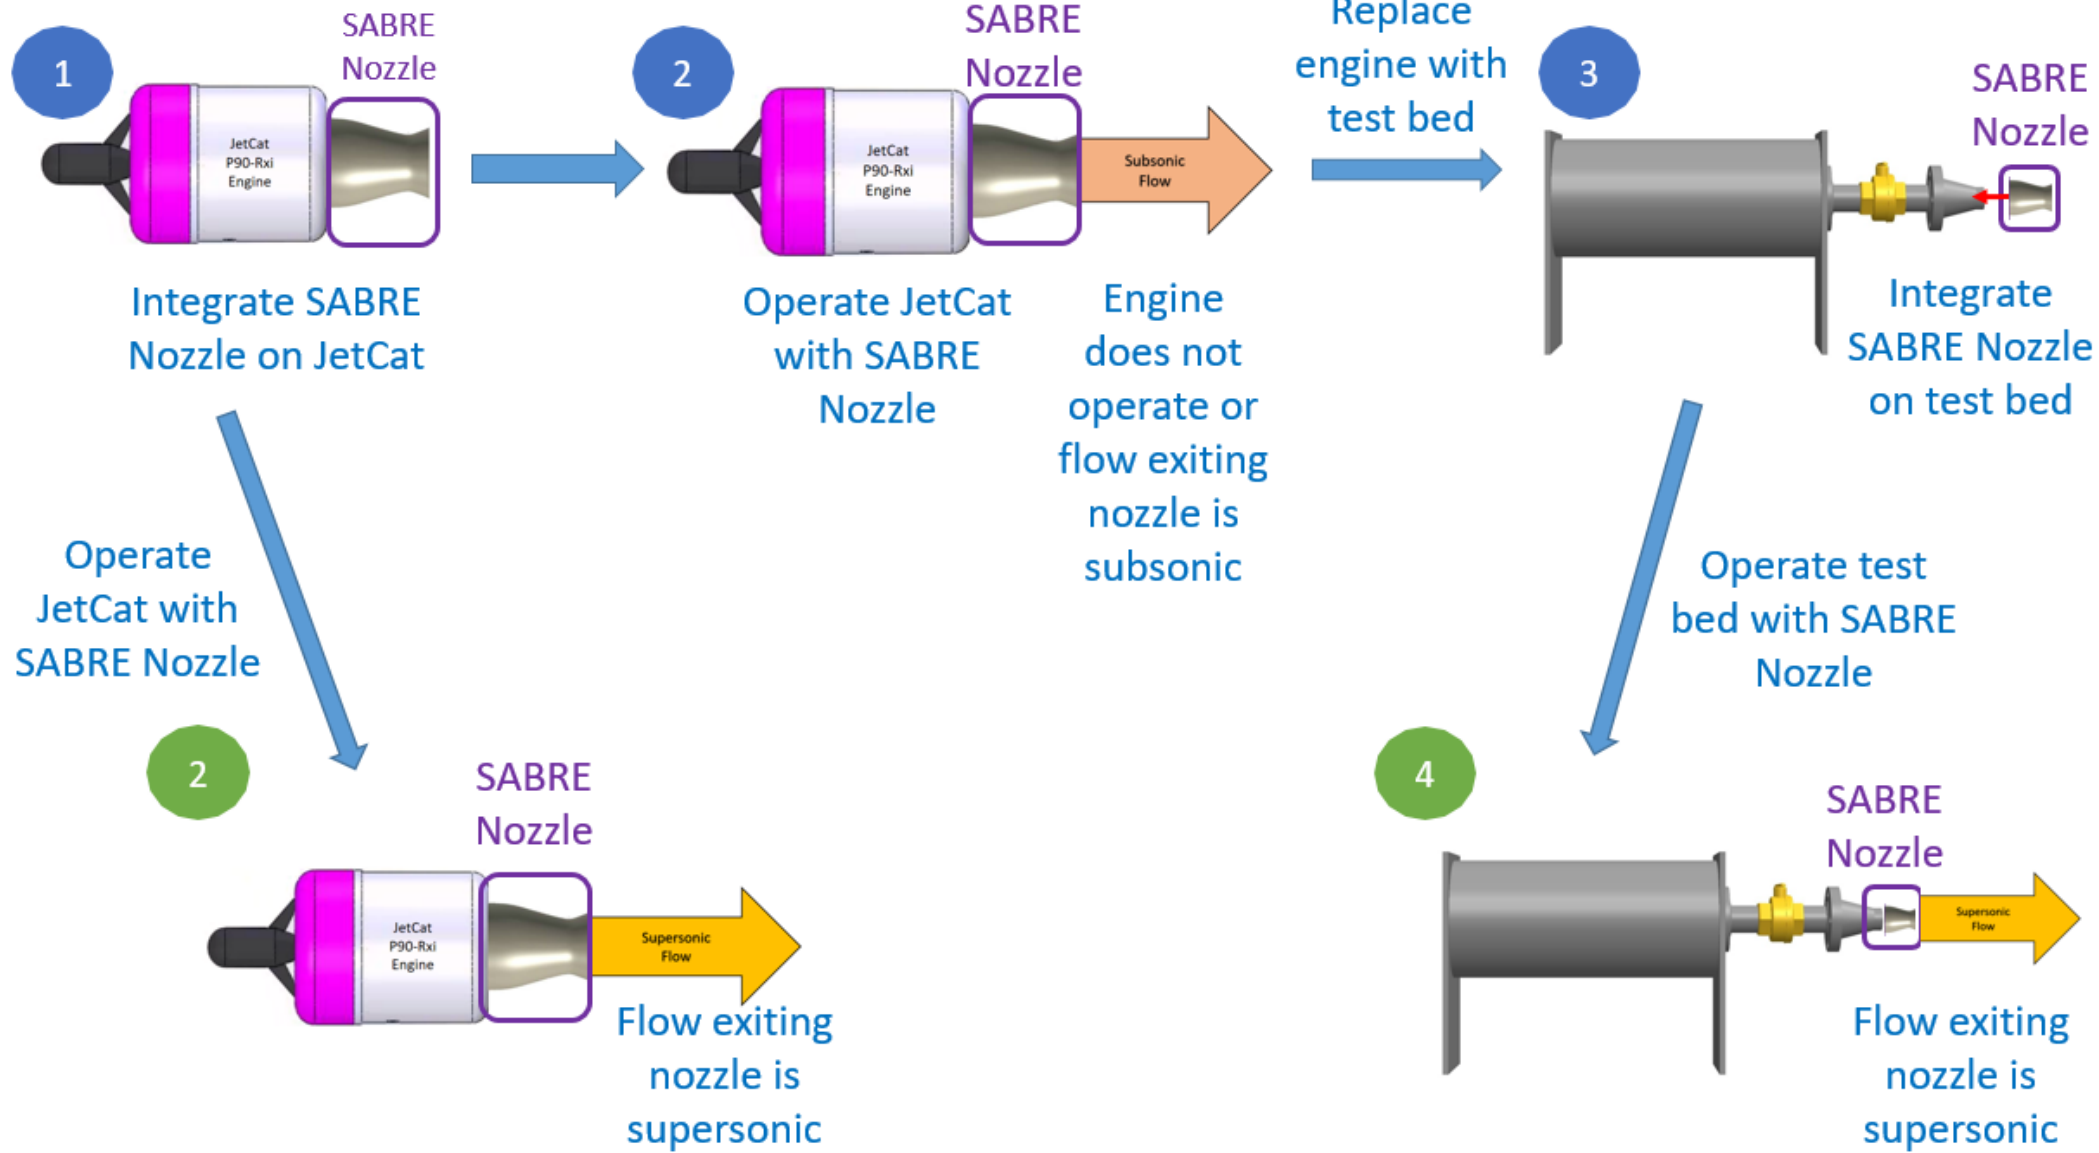 1
SABRE
Nozzle
JetCat
P90-Rxi
Engine
Integrate SABRE
Nozzle on JetCat
2
SABRE
Nozzle
JetCat
P90-Rxi
Engine
Subsonic
Flow
Operate JetCat
with SABRE
Nozzle
Engine
does not
operate or
flow exiting
nozzle is
subsonic
Replace
engine with
test bed
3
SABRE
Nozzle
Integrate
SABRE Nozzle
on test bed
Operate
JetCat with
SABRE Nozzle
2
SABRE
Nozzle
JetCat
P90-Rxi
Engine
Supersonic
Flow
Flow exiting
nozzle is
supersonic
Operate test
bed with SABRE
Nozzle
4
SABRE
Nozzle
Supersonic
Flow
Flow exiting
nozzle is
supersonic